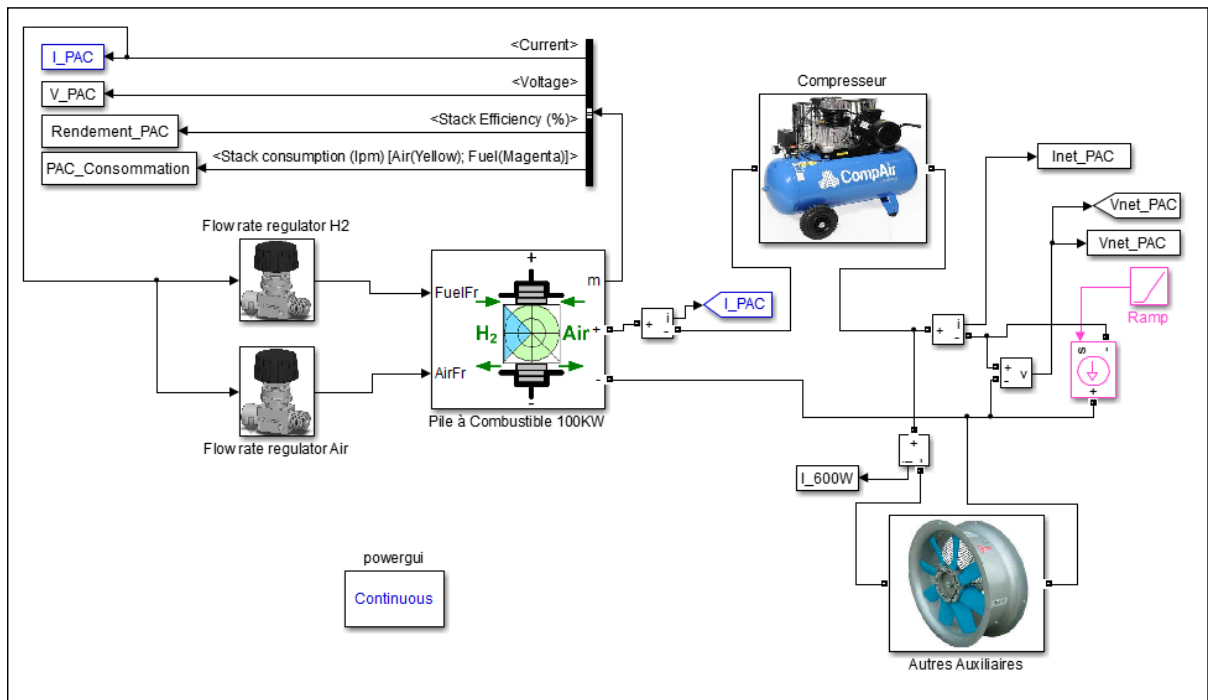 <Current>
I_PAC
<Voltage>
V_PAC
<Stack Efficiency (%)>
Rendement_PAC
<Stack consumption (lpm) [Air(Yellow); Fuel(Magenta)]>
PAC_Consommation
Compresseur
CompAir
Inet_PAC
Vnet_PAC
Vnet_PAC
Ramp
Flow rate regulator H2
+
m
FuelFr
H₂
Air
+
AirFr
-
-
Pile à Combustible 100KW
Flow rate regulator Air
+
i
-
I_PAC
+
i
-
+
-
v
s
-
+
+
i
-
I_600W
Autres Auxiliaires
powergui
Continuous